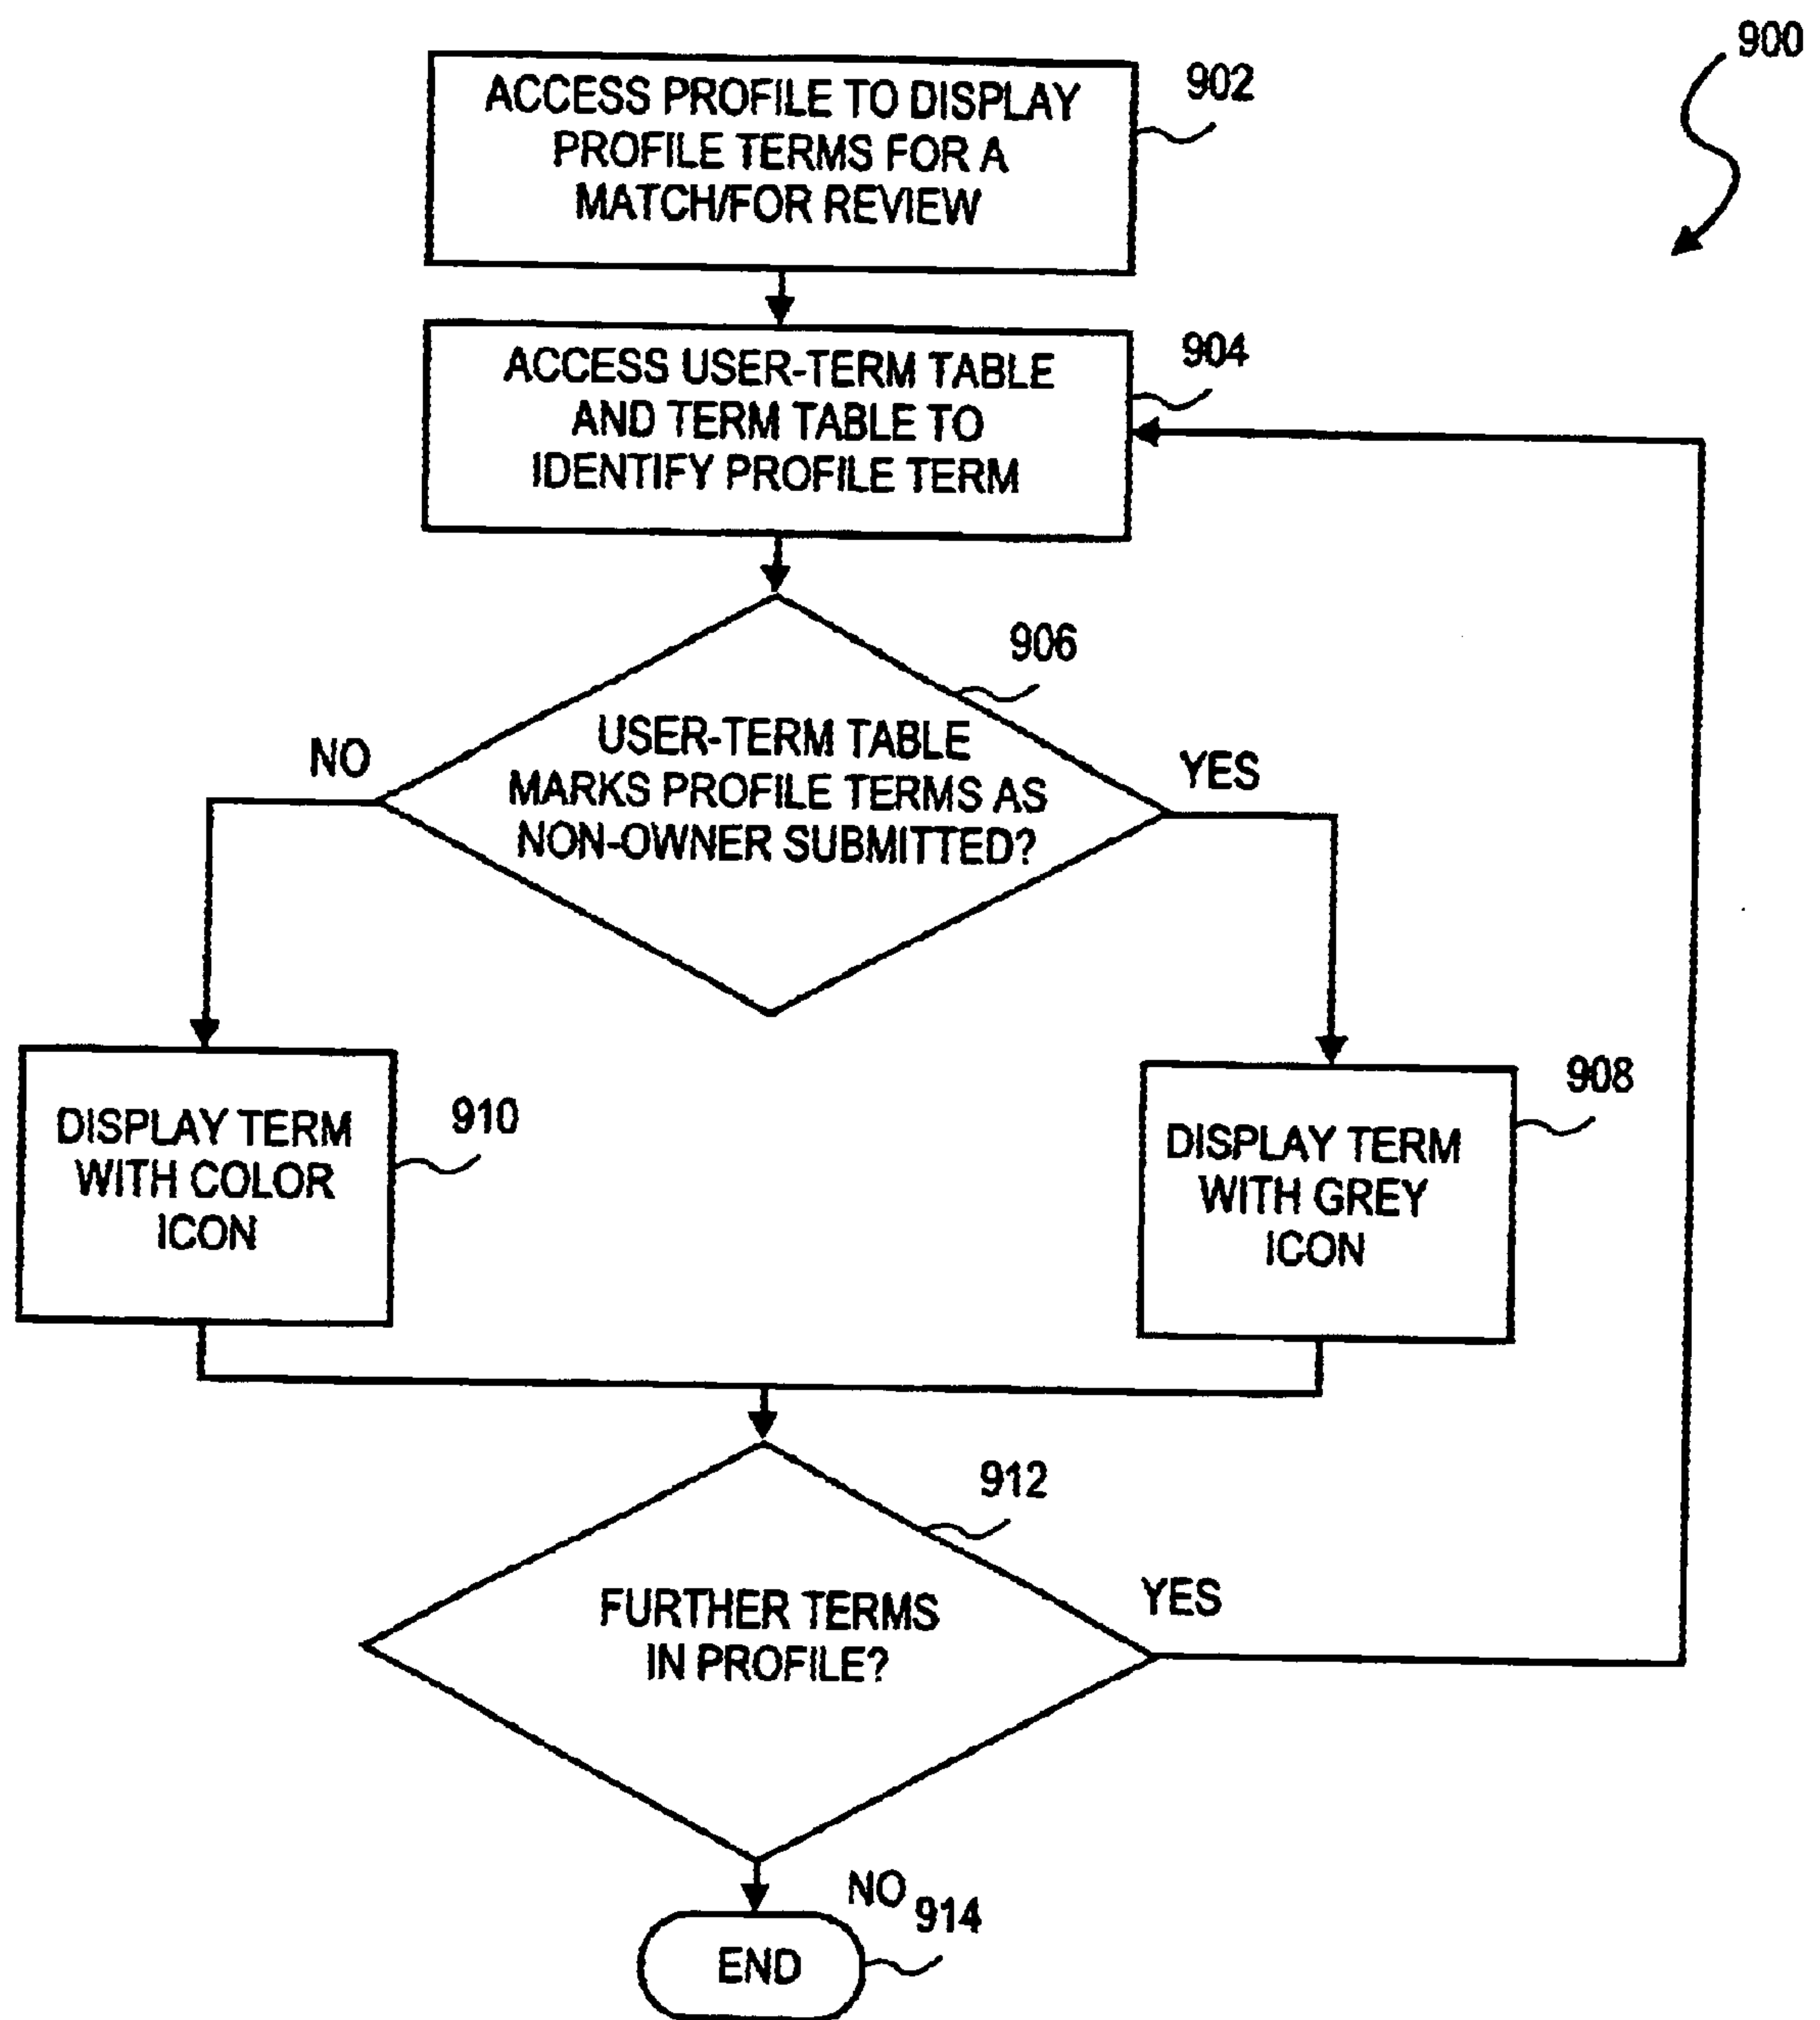 900
ACCESS PROFILE TO DISPLAY
PROFILE TERMS FOR A
MATCH/FOR REVIEW
902
ACCESS USER-TERM TABLE
AND TERM TABLE TO
IDENTIFY PROFILE TERM
904
906
USER-TERM TABLE
MARKS PROFILE TERMS AS
NON-OWNER SUBMITTED?
NO
YES
DISPLAY TERM
WITH COLOR
ICON
910
DISPLAY TERM
WITH GREY
ICON
908
912
FURTHER TERMS
IN PROFILE?
YES
NO
914
END